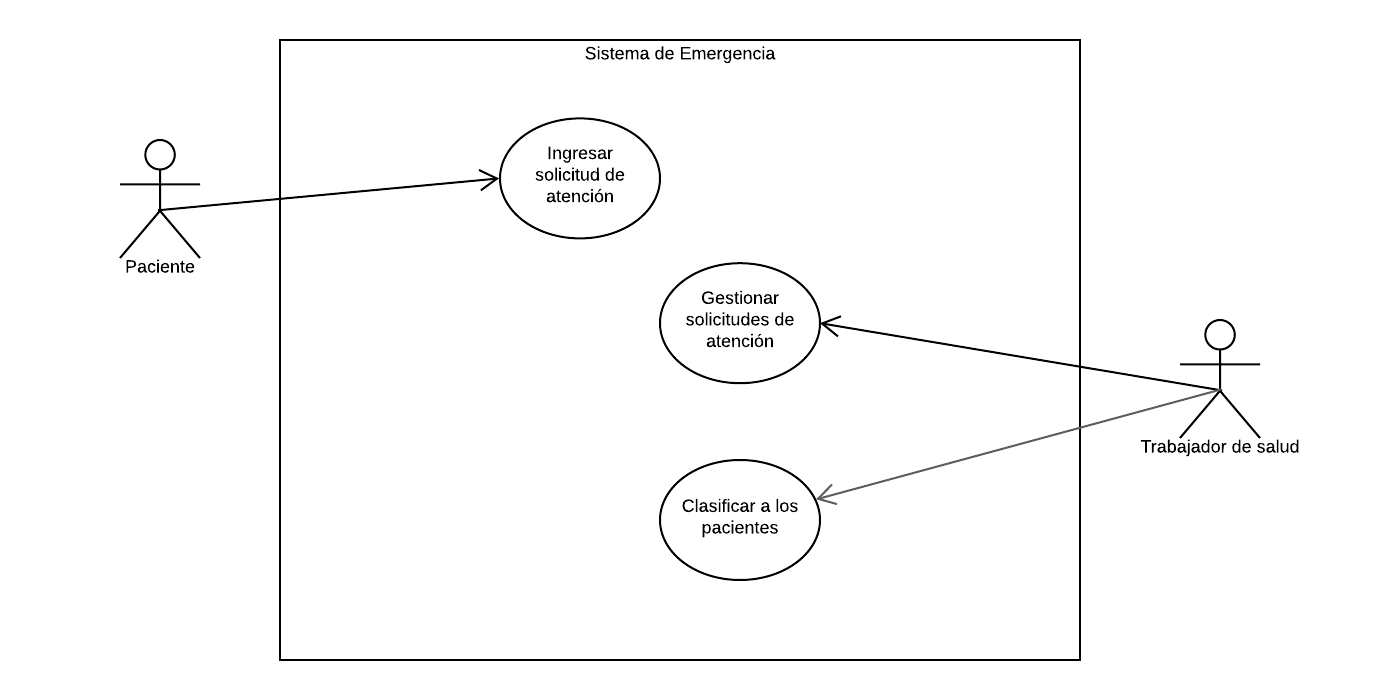 Sistema de Emergencia
Ingresar
solicitud de
atención
Paciente
Gestionar
solicitudes de
atención
Trabajador de salud
Clasificar a los
pacientes